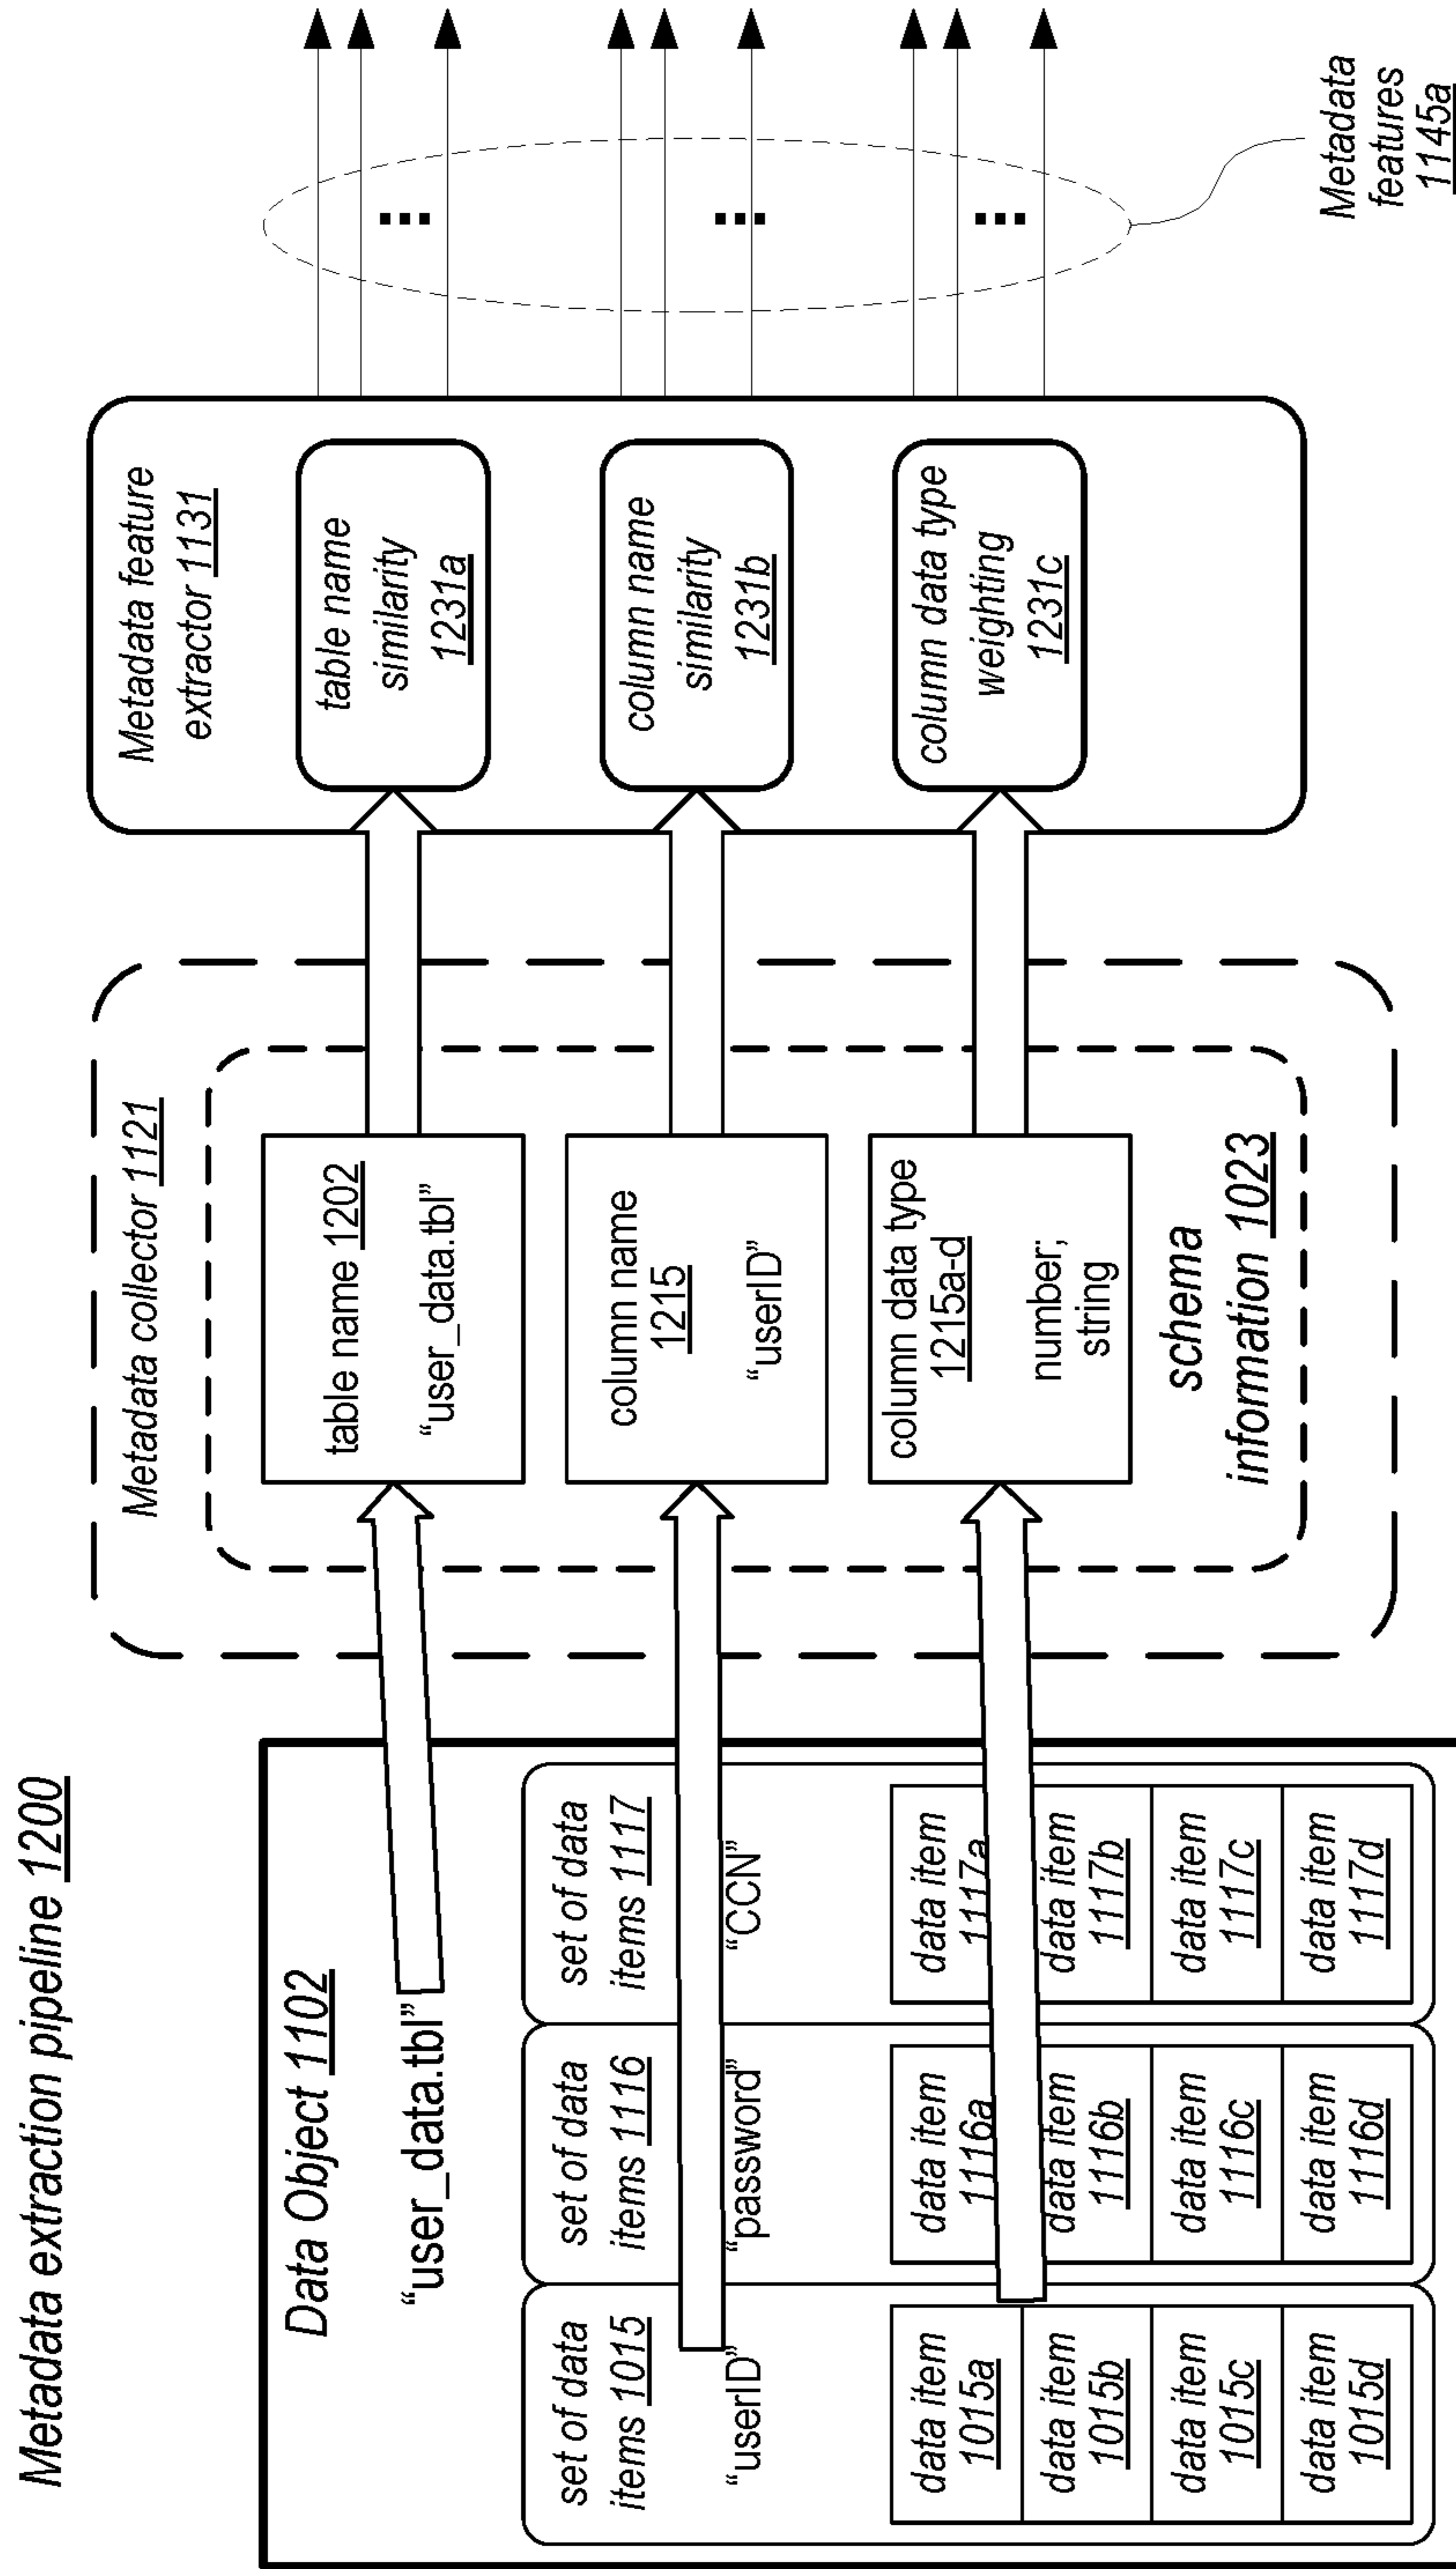 Metadata extraction pipeline 1200
Data Object 1102
“user_data.tbl”
set of data
items 1015
“userID”
data item
1015a
data item
1015b
data item
1015c
data item
1015d
set of data
items 1116
“password”
data item
1116a
data item
1116b
data item
1116c
data item
1116d
set of data
items 1117
“CCN”
data item
1117a
data item
1117b
data item
1117c
data item
1117d
Metadata collector 1121
table name 1202
“user_data.tbl”
column name
1215
“userID”
column data type
1215a-d
number;
string
schema
information 1023
Metadata feature
extractor 1131
table name
similarity
1231a
column name
similarity
1231b
column data type
weighting
1231c
Metadata
features
1145a